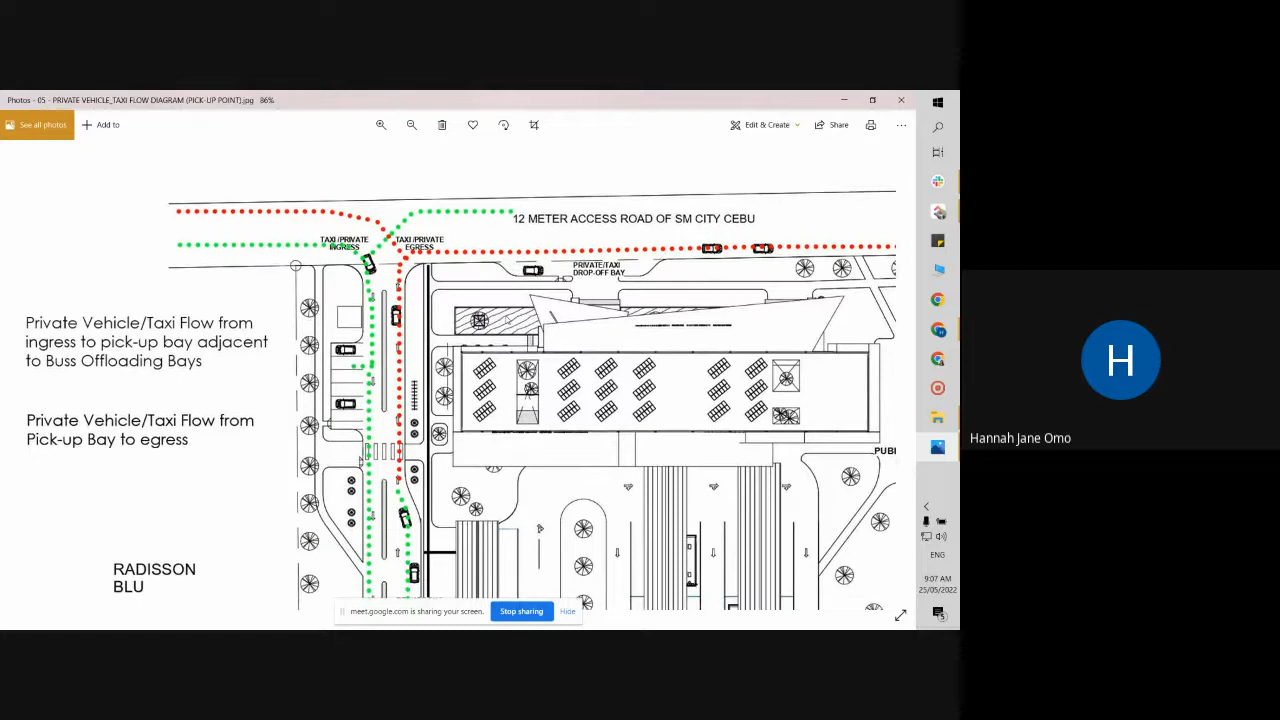 Photos - 05 - PRIVATE VEHICLE_TAXI FLOW DIAGRAM (PICK-UP POINT).jpg 86%
See all photos
Add to
Edit & Create
Share
12 METER ACCESS ROAD OF SM CITY CEBU
TAXI/PRIVATE
INGRESS
TAXI/PRIVATE
EGRESS
PRIVATE/TAXI
DROP-OFF BAY
Private Vehicle/Taxi Flow from
ingress to pick-up bay adjacent
to Buss Offloading Bays
Private Vehicle/Taxi Flow from
Pick-up Bay to egress
PUBI
RADISSON
BLU
meet.google.com is sharing your screen.
Stop sharing
Hide
ENG
9:07 AM
25/05/2022
5
H
Hannah Jane Omo